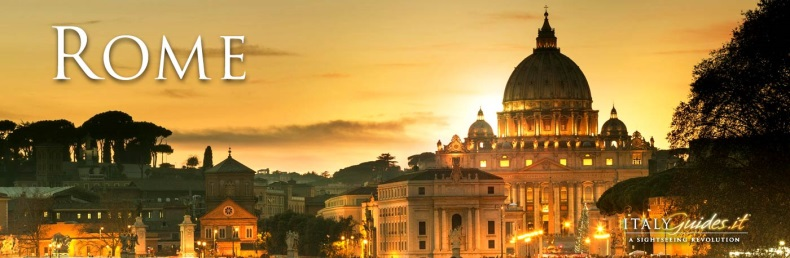 ROME
ITALYGuides.it
A SIGHTSEEING REVOLUTION